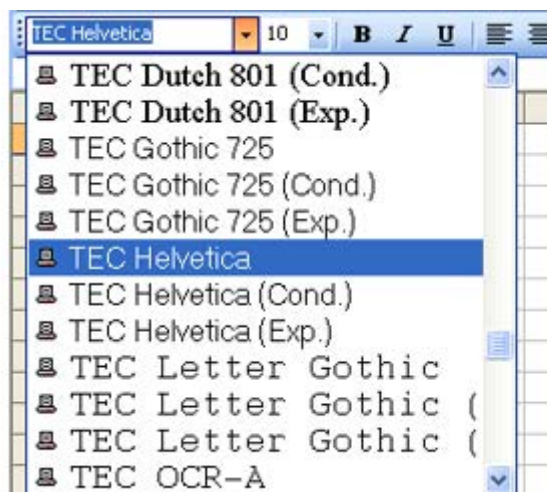 TEC Helvetica 10 B I U
TEC Dutch 801 (Cond.)
TEC Dutch 801 (Exp.)
TEC Gothic 725
TEC Gothic 725 (Cond.)
TEC Gothic 725 (Exp.)
TEC Helvetica
TEC Helvetica (Cond.)
TEC Helvetica (Exp.)
TEC Letter Gothic
TEC Letter Gothic (
TEC Letter Gothic (
TEC OCR-A